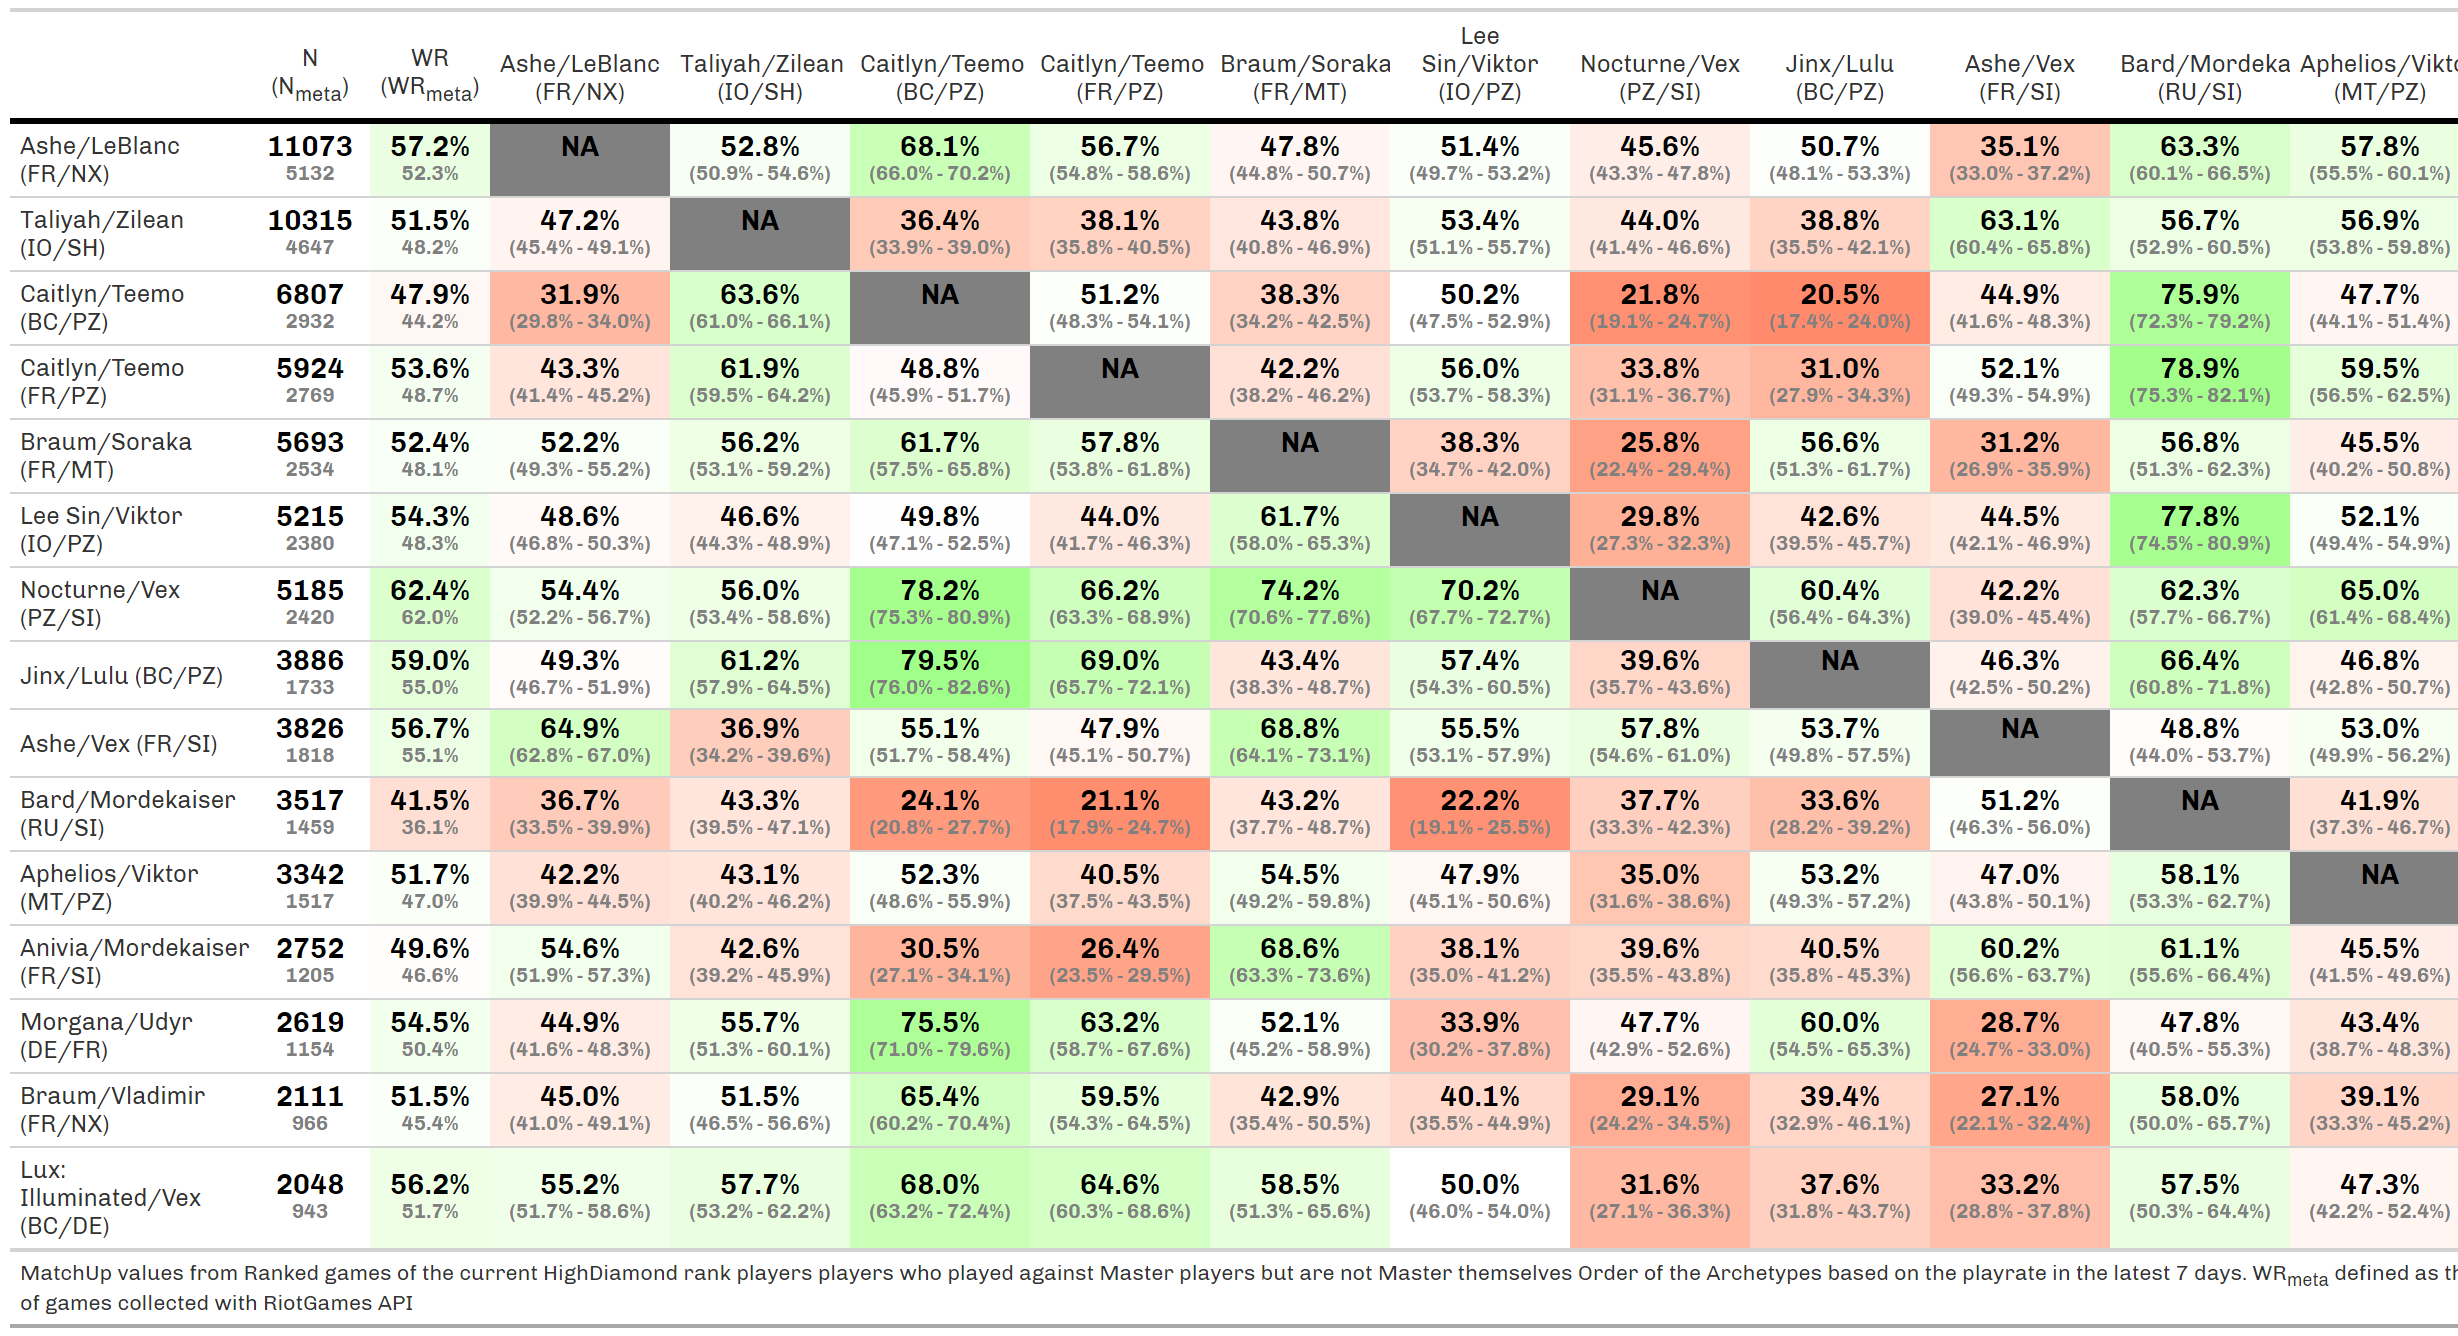 N WR Lee
(Nmeta) (WRmeta) Ashe/LeBlanc Taliyah/Zilean Caitlyn/Teemo Caitlyn/Teemo Braum/Soraka Sin/Viktor Nocturne/Vex Jinx/Lulu Ashe/Vex Bard/Mordeka Aphelios/Vikto
(FR/NX) (IO/SH) (BC/PZ) (FR/PZ) (FR/MT) (IO/PZ) (PZ/SI) (BC/PZ) (FR/SI) (RU/SI) (MT/PZ)
Ashe/LeBlanc 11073 57.2% NA 52.8% 68.1% 56.7% 47.8% 51.4% 45.6% 50.7% 35.1% 63.3% 57.8%
(FR/NX) 5132 52.3% (50.9% - 54.6%) (66.0% - 70.2%) (54.8% - 58.6%) (44.8% - 50.7%) (49.7% - 53.2%) (43.3% - 47.8%) (48.1% - 53.3%) (33.0% - 37.2%) (60.1% - 66.5%) (55.5% - 60.1%)
Taliyah/Zilean 10315 51.5% 47.2% NA 36.4% 38.1% 43.8% 53.4% 44.0% 38.8% 63.1% 56.7% 56.9%
(IO/SH) 4647 48.2% (45.4% - 49.1%) (33.9% - 39.0%) (35.8% - 40.5%) (40.8% - 46.9%) (51.1% - 55.7%) (41.4% - 46.6%) (35.5% - 42.1%) (60.4% - 65.8%) (52.9% - 60.5%) (53.8% - 59.8%)
Caitlyn/Teemo 6807 47.9% 31.9% 63.6% NA 51.2% 38.3% 50.2% 21.8% 20.5% 44.9% 75.9% 47.7%
(BC/PZ) 2932 44.2% (29.8% - 34.0%) (61.0% - 66.1%) (48.3% - 54.1%) (34.2% - 42.5%) (47.5% - 52.9%) (19.1% - 24.7%) (17.4% - 24.0%) (41.6% - 48.3%) (72.3% - 79.2%) (44.1% - 51.4%)
Caitlyn/Teemo 5924 53.6% 43.3% 61.9% 48.8% NA 42.2% 56.0% 33.8% 31.0% 52.1% 78.9% 59.5%
(FR/PZ) 2769 48.7% (41.4% - 45.2%) (59.5% - 64.2%) (45.9% - 51.7%) (38.2% - 46.2%) (53.7% - 58.3%) (31.1% - 36.7%) (27.9% - 34.3%) (49.3% - 54.9%) (75.3% - 82.1%) (56.5% - 62.5%)
Braum/Soraka 5693 52.4% 52.2% 56.2% 61.7% 57.8% NA 38.3% 25.8% 56.6% 31.2% 56.8% 45.5%
(FR/MT) 2534 48.1% (49.3% - 55.2%) (53.1% - 59.2%) (57.5% - 65.8%) (53.8% - 61.8%) (34.7% - 42.0%) (22.4% - 29.4%) (51.3% - 61.7%) (26.9% - 35.9%) (51.3% - 62.3%) (40.2% - 50.8%)
Lee Sin/Viktor 5215 54.3% 48.6% 46.6% 49.8% 44.0% 61.7% NA 29.8% 42.6% 44.5% 77.8% 52.1%
(IO/PZ) 2380 48.3% (46.8% - 50.3%) (44.3% - 48.9%) (47.1% - 52.5%) (41.7% - 46.3%) (58.0% - 65.3%) (27.3% - 32.3%) (39.5% - 45.7%) (42.1% - 46.9%) (74.5% - 80.9%) (49.4% - 54.9%)
Nocturne/Vex 5185 62.4% 54.4% 56.0% 78.2% 66.2% 74.2% 70.2% NA 60.4% 42.2% 62.3% 65.0%
(PZ/SI) 2420 62.0% (52.2% - 56.7%) (53.4% - 58.6%) (75.3% - 80.9%) (63.3% - 68.9%) (70.6% - 77.6%) (67.7% - 72.7%) (56.4% - 64.3%) (39.0% - 45.4%) (57.7% - 66.7%) (61.4% - 68.4%)
Jinx/Lulu (BC/PZ) 3886 59.0% 49.3% 61.2% 79.5% 69.0% 43.4% 57.4% 39.6% NA 46.3% 66.4% 46.8%
1733 55.0% (46.7% - 51.9%) (57.9% - 64.5%) (76.0% - 82.6%) (65.7% - 72.1%) (38.3% - 48.7%) (54.3% - 60.5%) (35.7% - 43.6%) (42.5% - 50.2%) (60.8% - 71.8%) (42.8% - 50.7%)
Ashe/Vex (FR/SI) 3826 56.7% 64.9% 36.9% 55.1% 47.9% 68.8% 55.5% 57.8% 53.7% NA 48.8% 53.0%
1818 55.1% (62.8% - 67.0%) (34.2% - 39.6%) (51.7% - 58.4%) (45.1% - 50.7%) (64.1% - 73.1%) (53.1% - 57.9%) (54.6% - 61.0%) (49.8% - 57.5%) (44.0% - 53.7%) (49.9% - 56.2%)
Bard/Mordekaiser 3517 41.5% 36.7% 43.3% 24.1% 21.1% 43.2% 22.2% 37.7% 33.6% 51.2% NA 41.9%
(RU/SI) 1459 36.1% (33.5% - 39.9%) (39.5% - 47.1%) (20.8% - 27.7%) (17.9% - 24.7%) (37.7% - 48.7%) (19.1% - 25.5%) (33.3% - 42.3%) (28.2% - 39.2%) (46.3% - 56.0%) (37.3% - 46.7%)
Aphelios/Viktor 3342 51.7% 42.2% 43.1% 52.3% 40.5% 54.5% 47.9% 35.0% 53.2% 47.0% 58.1% NA
(MT/PZ) 1517 47.0% (39.9% - 44.5%) (40.2% - 46.2%) (48.6% - 55.9%) (37.5% - 43.5%) (49.2% - 59.8%) (45.1% - 50.6%) (31.6% - 38.6%) (49.3% - 57.2%) (43.8% - 50.1%) (53.3% - 62.7%)
Anivia/Mordekaiser 2752 49.6% 54.6% 42.6% 30.5% 26.4% 68.6% 38.1% 39.6% 40.5% 60.2% 61.1% 45.5%
(FR/SI) 1205 46.6% (51.9% - 57.3%) (39.2% - 45.9%) (27.1% - 34.1%) (23.5% - 29.5%) (63.3% - 73.6%) (35.0% - 41.2%) (35.5% - 43.8%) (35.8% - 45.3%) (56.6% - 63.7%) (55.6% - 66.4%) (41.5% - 49.6%)
Morgana/Udyr 2619 54.5% 44.9% 55.7% 75.5% 63.2% 52.1% 33.9% 47.7% 60.0% 28.7% 47.8% 43.4%
(DE/FR) 1154 50.4% (41.6% - 48.3%) (51.3% - 60.1%) (71.0% - 79.6%) (58.7% - 67.6%) (45.2% - 58.9%) (30.2% - 37.8%) (42.9% - 52.6%) (54.5% - 65.3%) (24.7% - 33.0%) (40.5% - 55.3%) (38.7% - 48.3%)
Braum/Vladimir 2111 51.5% 45.0% 51.5% 65.4% 59.5% 42.9% 40.1% 29.1% 39.4% 27.1% 58.0% 39.1%
(FR/NX) 966 45.4% (41.0% - 49.1%) (46.5% - 56.6%) (60.2% - 70.4%) (54.3% - 64.5%) (35.4% - 50.5%) (35.5% - 44.9%) (24.2% - 34.5%) (32.9% - 46.1%) (22.1% - 32.4%) (50.0% - 65.7%) (33.3% - 45.2%)
Lux:
Illuminated/Vex 2048 56.2% 55.2% 57.7% 68.0% 64.6% 58.5% 50.0% 31.6% 37.6% 33.2% 57.5% 47.3%
(BC/DE) 943 51.7% (51.7% - 58.6%) (53.2% - 62.2%) (63.2% - 72.4%) (60.3% - 68.6%) (51.3% - 65.6%) (46.0% - 54.0%) (27.1% - 36.3%) (31.8% - 43.7%) (28.8% - 37.8%) (50.3% - 64.4%) (42.2% - 52.4%)
MatchUp values from Ranked games of the current HighDiamond rank players players who played against Master players but are not Master themselves Order of the Archetypes based on the playrate in the latest 7 days. WRmeta defined as th
of games collected with RiotGames API